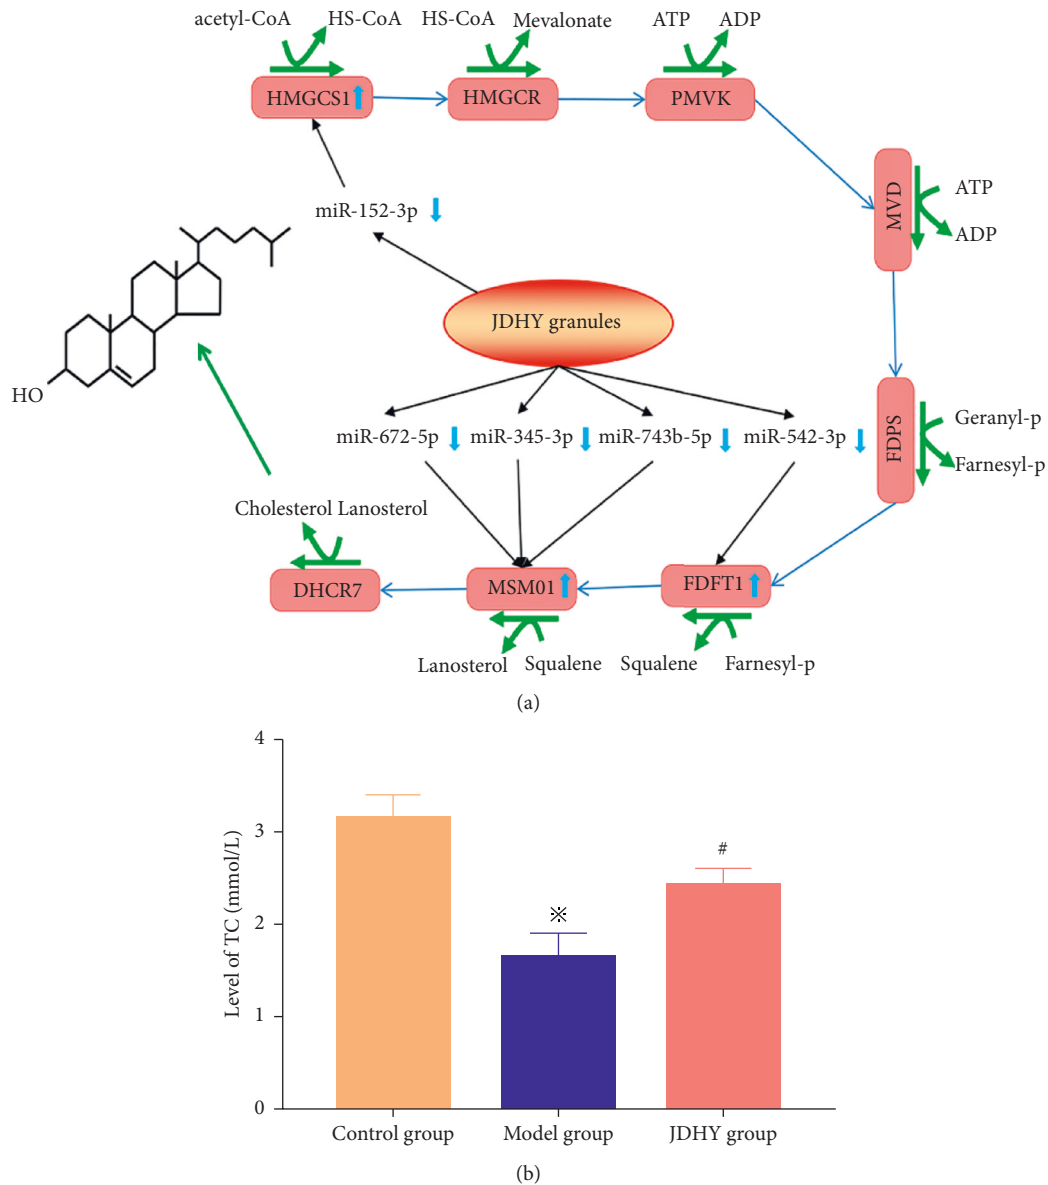 acetyl-CoA HS-CoA HS-CoA Mevalonate ATP ADP
HMGCS1 HMGCR PMVK
MVD
ATP
ADP
miR-152-3p
JDHY granules
HO
miR-672-5p miR-345-3p miR-743b-5p miR-542-3p
FDPS
Geranyl-p
Farnesyl-p
Cholesterol Lanosterol
DHCR7 MSM01 FDFT1
Lanosterol Squalene Squalene Farnesyl-p
(a)
Level of TC (mmol/L)
4
3
2
1
0
※
#
Control group Model group JDHY group
(b)